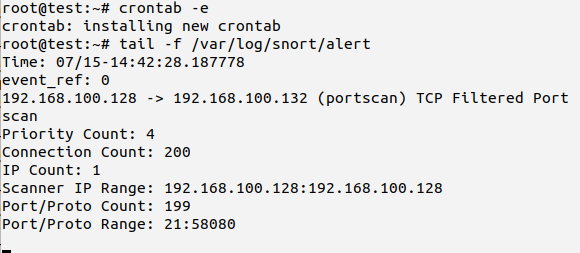 root@test:~# crontab -e
crontab: installing new crontab
root@test:~# tail -f /var/log/snort/alert
Time: 07/15-14:42:28.187778
event_ref: 0
192.168.100.128 -> 192.168.100.132 (portscan) TCP Filtered Port
scan
Priority Count: 4
Connection Count: 200
IP Count: 1
Scanner IP Range: 192.168.100.128:192.168.100.128
Port/Proto Count: 199
Port/Proto Range: 21:58080